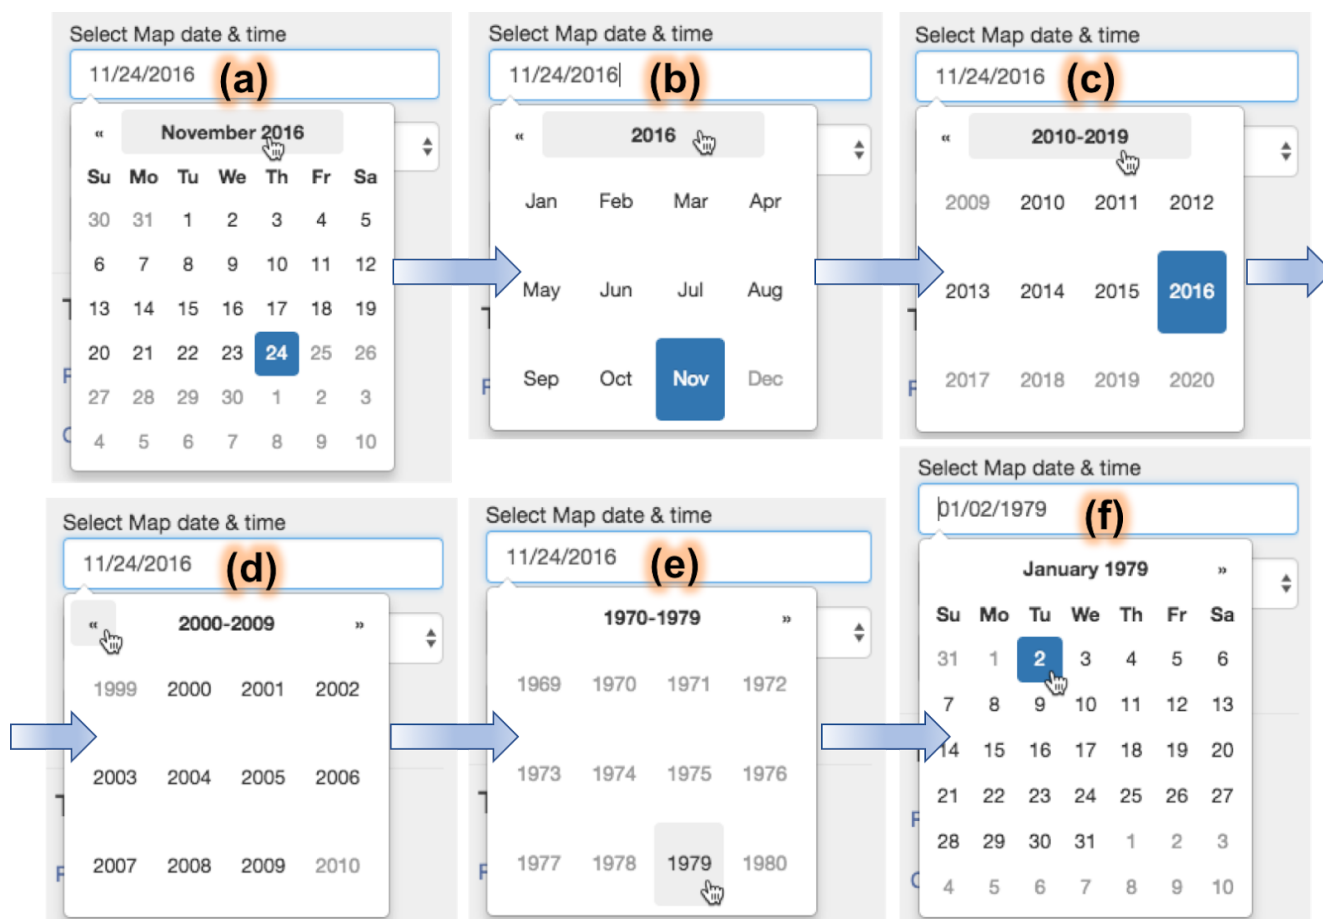 Select Map date & time
11/24/2016 (a)
« November 2016
Su Mo Tu We Th Fr Sa
30 31 1 2 3 4 5
6 7 8 9 10 11 12
13 14 15 16 17 18 19
20 21 22 23 24 25 26
27 28 29 30 1 2 3
4 5 6 7 8 9 10
Select Map date & time
11/24/2016 (b)
« 2016
Jan Feb Mar Apr
May Jun Jul Aug
Sep Oct Nov Dec
Select Map date & time
11/24/2016 (c)
« 2010-2019
2009 2010 2011 2012
2013 2014 2015 2016
2017 2018 2019 2020
Select Map date & time
11/24/2016 (d)
« 2000-2009 »
1999 2000 2001 2002
2003 2004 2005 2006
2007 2008 2009 2010
Select Map date & time
11/24/2016 (e)
1970-1979 »
1969 1970 1971 1972
1973 1974 1975 1976
1977 1978 1979 1980
Select Map date & time
01/02/1979 (f)
January 1979 »
Su Mo Tu We Th Fr Sa
31 1 2 3 4 5 6
7 8 9 10 11 12 13
14 15 16 17 18 19 20
21 22 23 24 25 26 27
28 29 30 31 1 2 3
4 5 6 7 8 9 10